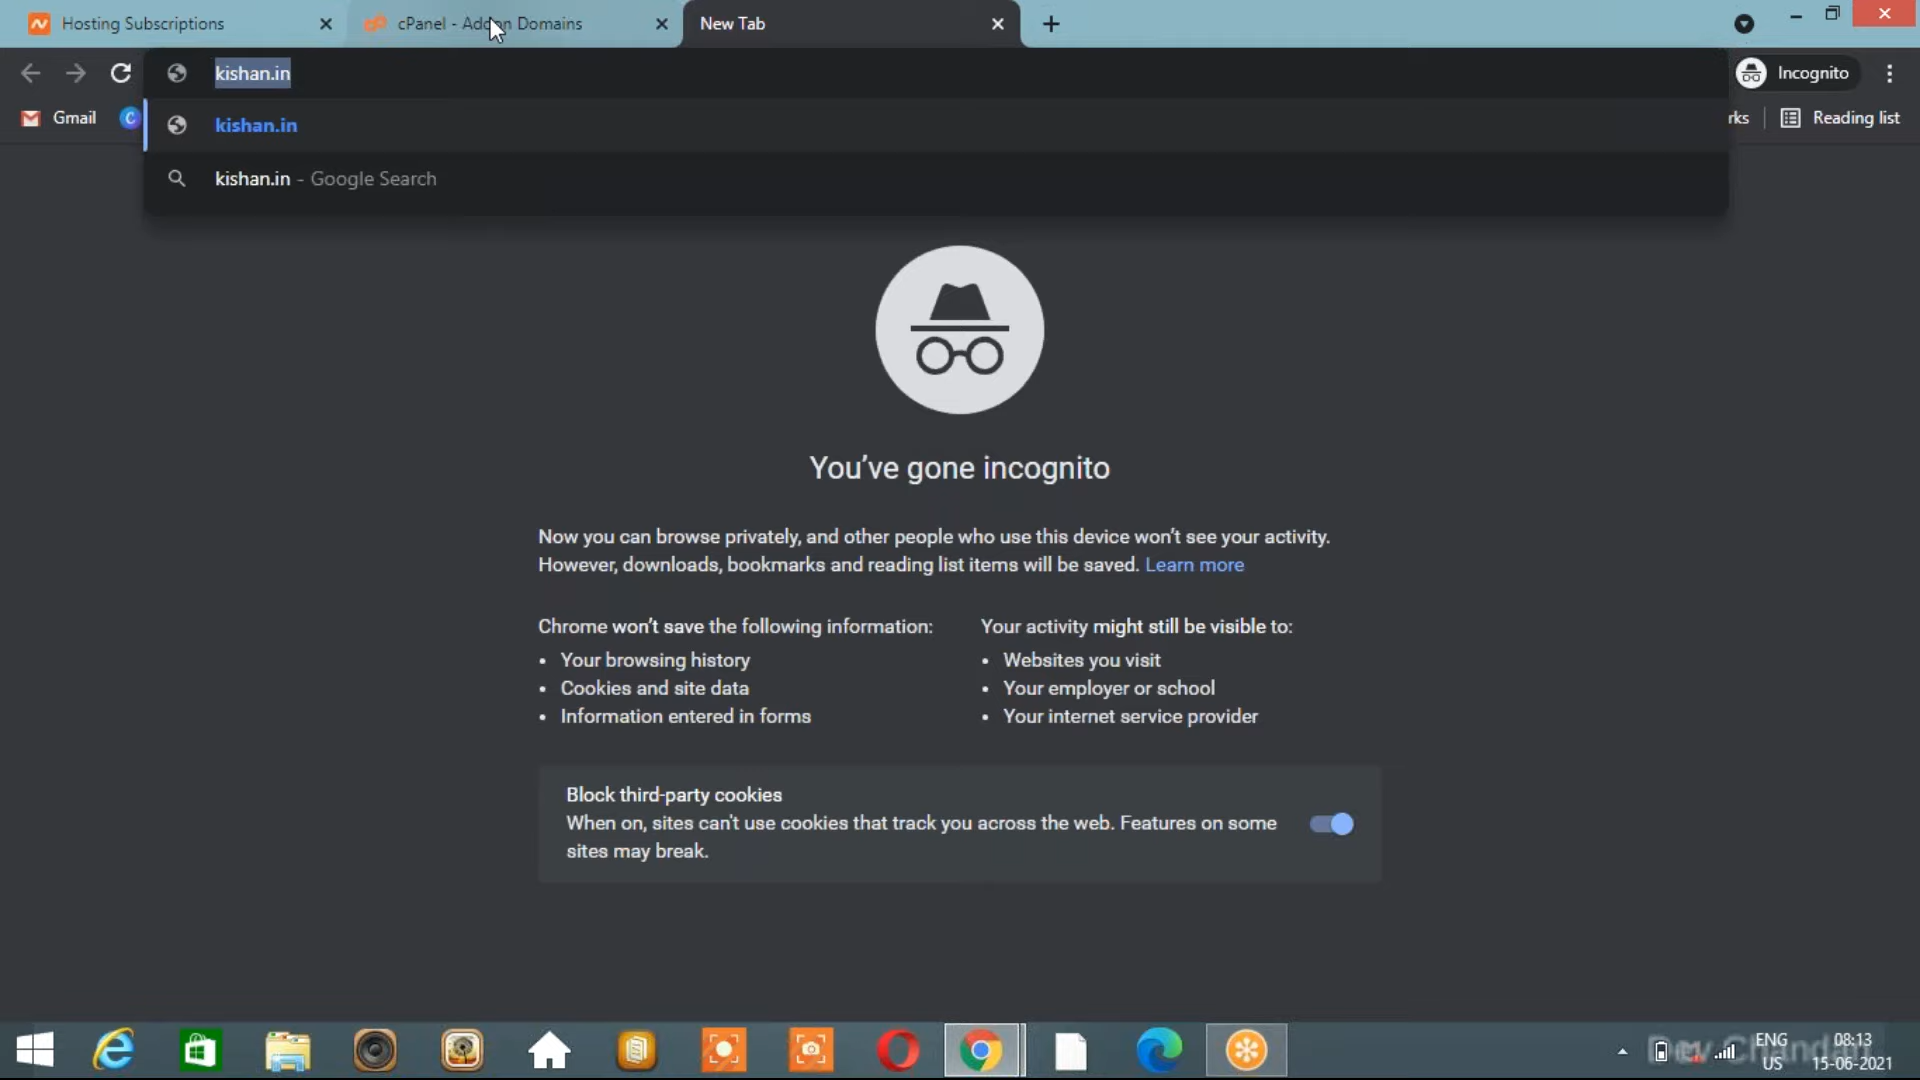 Hosting Subscriptions
cPanel - Addon Domains
New Tab
kishan.in
Incognito
Gmail
rks
Reading list
kishan.in
kishan.in - Google Search
You've gone incognito
Now you can browse privately, and other people who use this device won't see your activity.
However, downloads, bookmarks and reading list items will be saved. Learn more
Chrome won't save the following information:
• Your browsing history
• Cookies and site data
• Information entered in forms
Your activity might still be visible to:
• Websites you visit
• Your employer or school
• Your internet service provider
Block third-party cookies
When on, sites can't use cookies that track you across the web. Features on some
sites may break.
ENG
US
08:13
15-06-2021